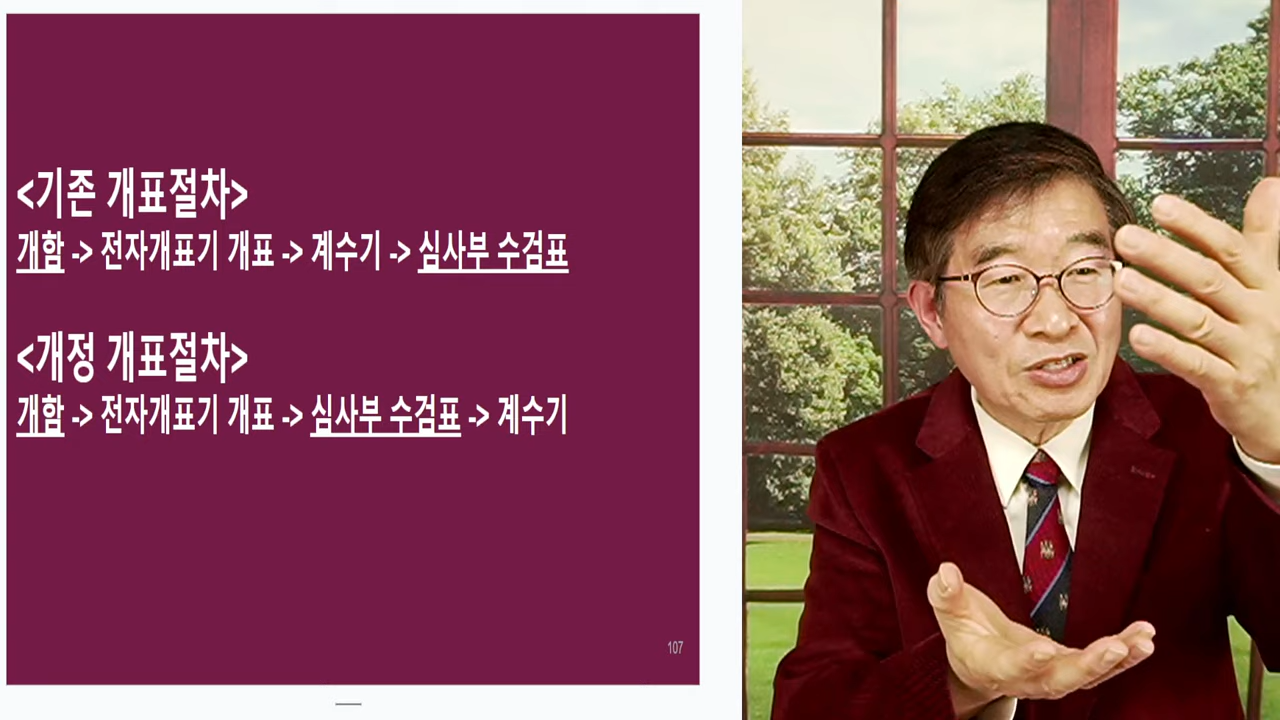 <기존 개표절차>
개함 -> 전자개표기 개표 -> 계수기 -> 심사부 수검표
<개정 개표절차>
개함 -> 전자개표기 개표 -> 심사부 수검표 -> 계수기
107